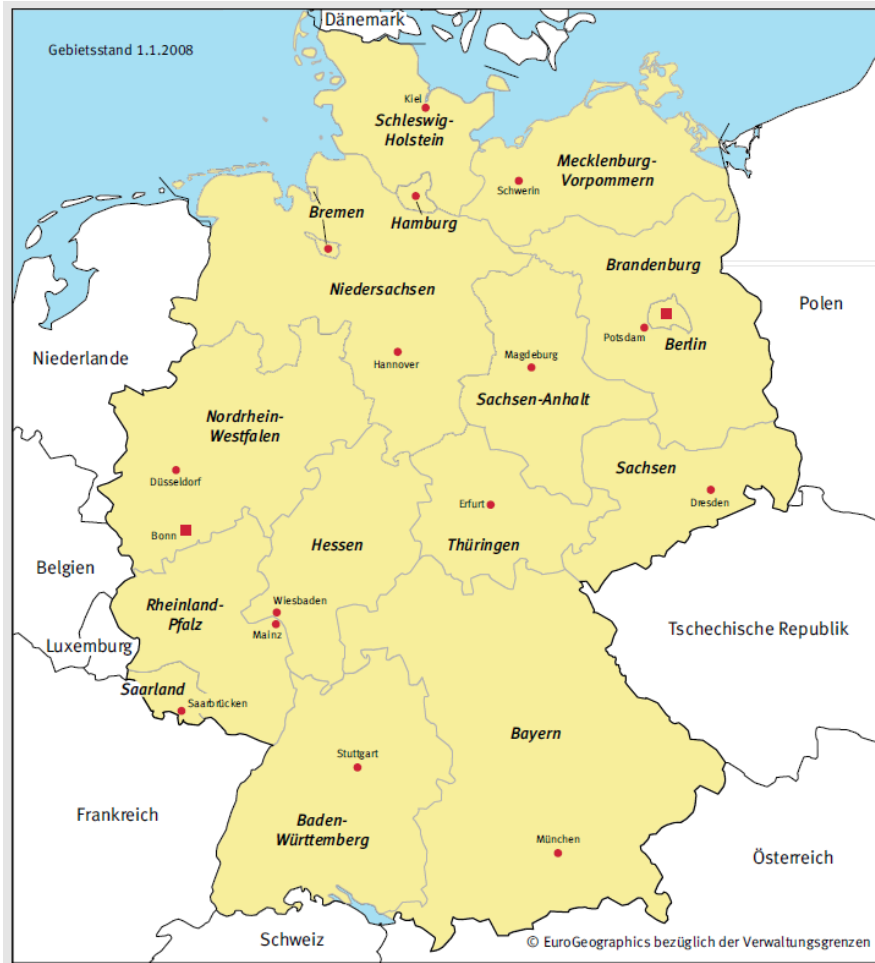 Dänemark
Gebietsstand 1.1.2008
Kiel
Schleswig-
Holstein
Mecklenburg-
Vorpommern
Schwerin
Bremen
Hamburg
Brandenburg
Niedersachsen
Polen
Potsdam
Berlin
Niederlande
Hannover
Magdeburg
Sachsen-Anhalt
Nordrhein-
Westfalen
Sachsen
Düsseldorf
Erfurt
Dresden
Bonn
Hessen
Thüringen
Belgien
Wiesbaden
Rheinland-
Pfalz
Mainz
Tschechische Republik
Luxemburg
Saarland
Saarbrücken
Bayern
Stuttgart
Frankreich
Baden-
Württemberg
München
Österreich
Schweiz
© EuroGeographics bezüglich der Verwaltungsgrenzen